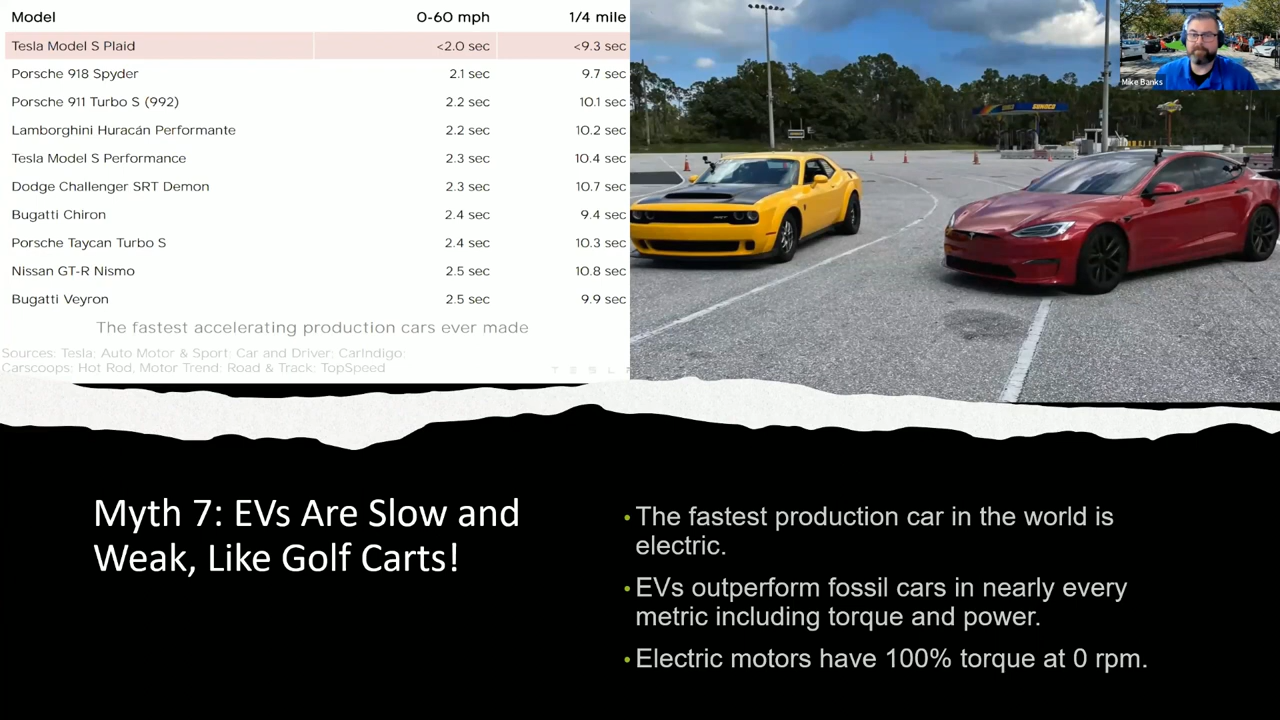 Model 0-60 mph 1/4 mile
Tesla Model S Plaid <2.0 sec <9.3 sec
Porsche 918 Spyder 2.1 sec 9.7 sec
Porsche 911 Turbo S (992) 2.2 sec 10.1 sec
Lamborghini Huracán Performante 2.2 sec 10.2 sec
Tesla Model S Performance 2.3 sec 10.4 sec
Dodge Challenger SRT Demon 2.3 sec 10.7 sec
Bugatti Chiron 2.4 sec 9.4 sec
Porsche Taycan Turbo S 2.4 sec 10.3 sec
Nissan GT-R Nismo 2.5 sec 10.8 sec
Bugatti Veyron 2.5 sec 9.9 sec
The fastest accelerating production cars ever made
Sources: Tesla; Auto Motor & Sport; Car and Driver; CarIndigo;
Carscoops; Hot Rod, Motor Trend; Road & Track; TopSpeed
T E S L
Mike Banks
SUNOCO
Myth 7: EVs Are Slow and
Weak, Like Golf Carts!
• The fastest production car in the world is
electric.
• EVs outperform fossil cars in nearly every
metric including torque and power.
• Electric motors have 100% torque at 0 rpm.